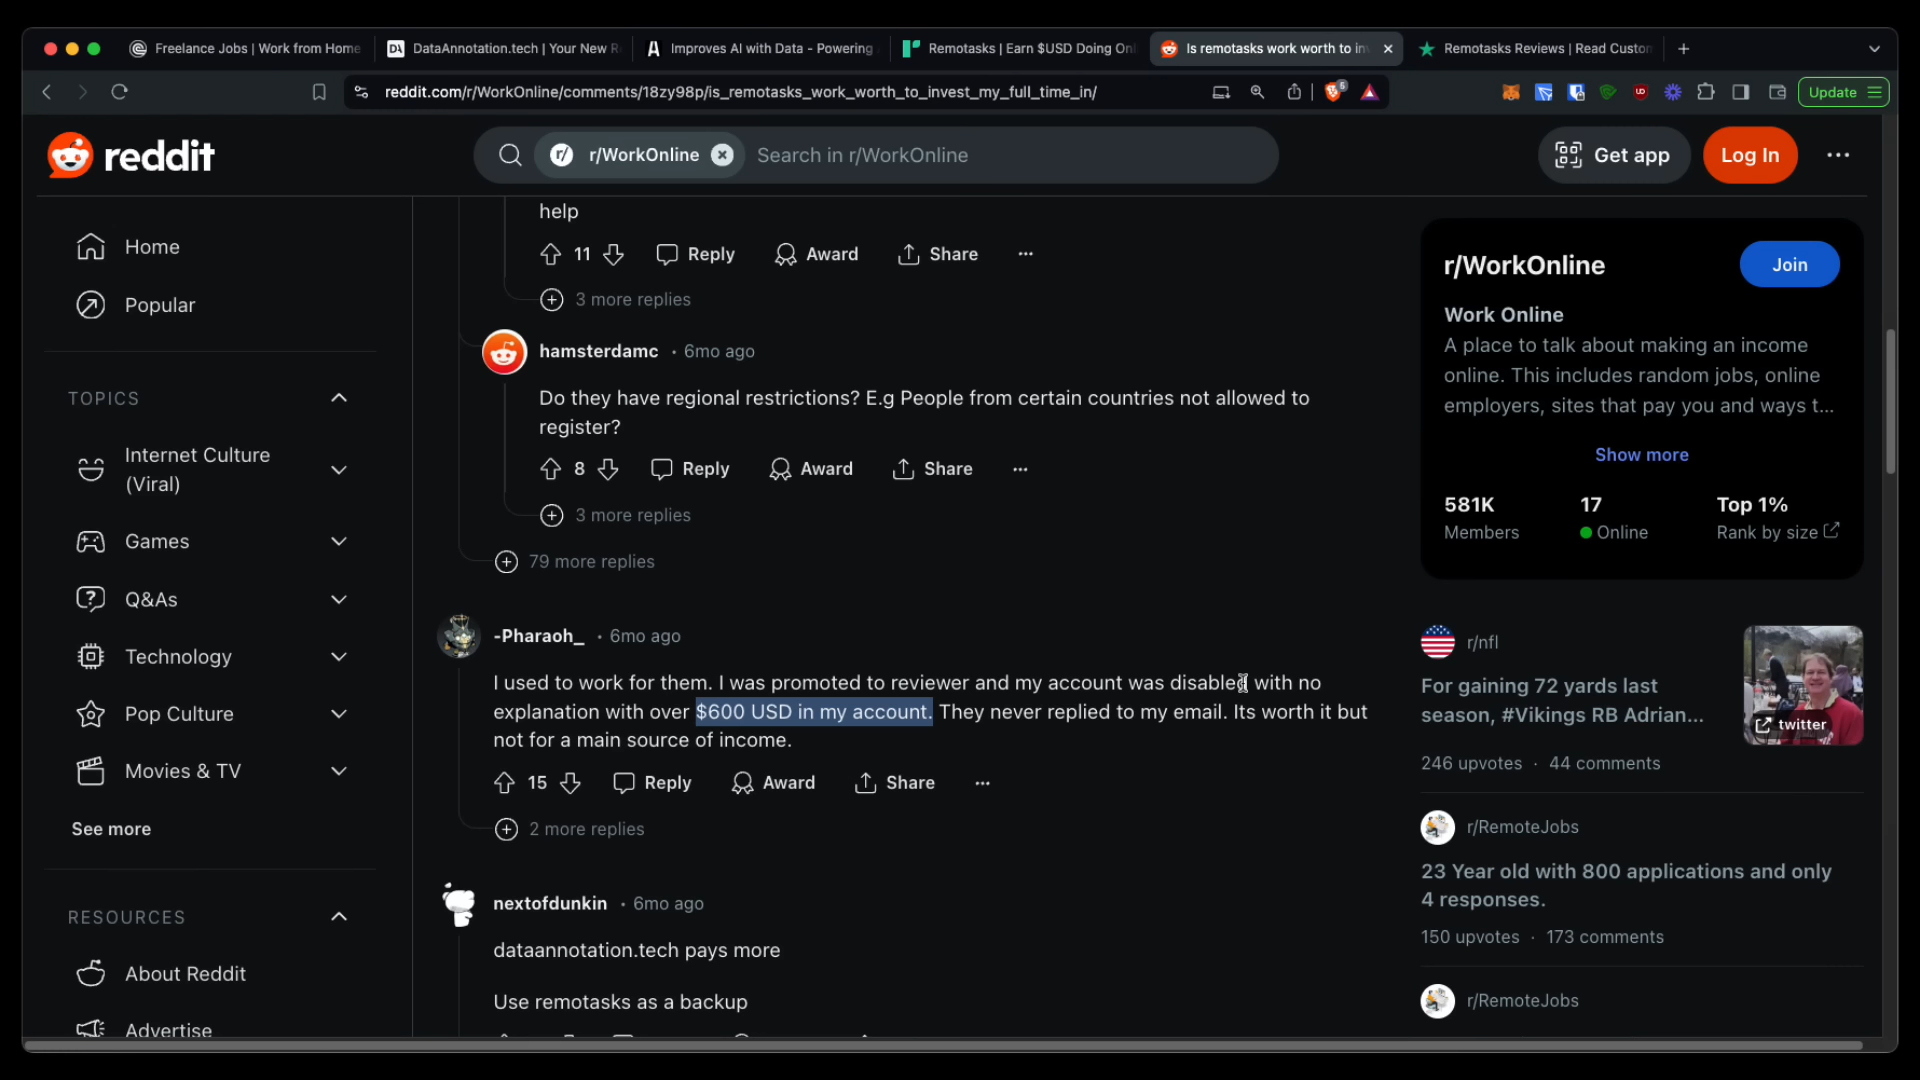 Freelance Jobs | Work from Home
DataAnnotation.tech | Your New R
Improves AI with Data - Powering
Remotasks | Earn $USD Doing Onl
Is remotasks work worth to in
Remotasks Reviews | Read Custom
reddit.com/r/WorkOnline/comments/18zy98p/is_remotasks_work_worth_to_invest_my_full_time_in/
Update
reddit
r/WorkOnline
Search in r/WorkOnline
Get app
Log In
Home
Popular
TOPICS
Internet Culture
(Viral)
Games
Q&As
Technology
Pop Culture
Movies & TV
See more
RESOURCES
About Reddit
Advertise
help
11 Reply Award Share
3 more replies
hamsterdamc • 6mo ago
Do they have regional restrictions? E.g People from certain countries not allowed to
register?
8 Reply Award Share
3 more replies
79 more replies
-Pharaoh_ • 6mo ago
I used to work for them. I was promoted to reviewer and my account was disabled with no
explanation with over $600 USD in my account. They never replied to my email. Its worth it but
not for a main source of income.
15 Reply Award Share
2 more replies
nextofdunkin • 6mo ago
dataannotation.tech pays more
Use remotasks as a backup
r/WorkOnline
Join
Work Online
A place to talk about making an income
online. This includes random jobs, online
employers, sites that pay you and ways t...
Show more
581K 17 Top 1%
Members Online Rank by size
r/nfl
For gaining 72 yards last
season, #Vikings RB Adrian...
twitter
246 upvotes · 44 comments
r/RemoteJobs
23 Year old with 800 applications and only
4 responses.
150 upvotes · 173 comments
r/RemoteJobs